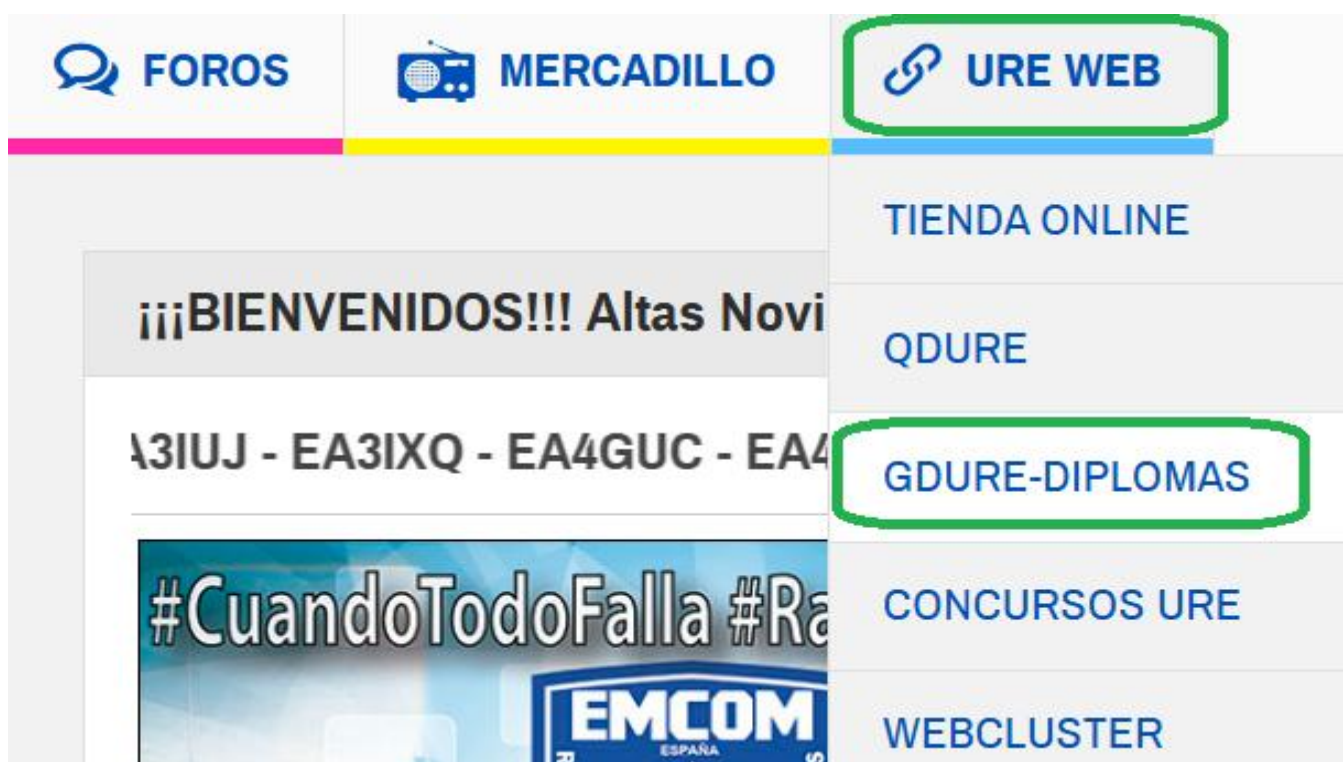 FOROS
MERCADILLO
URE WEB
TIENDA ONLINE
¡¡¡BIENVENIDOS!!! Altas Novi
QDURE
A3IUJ - EA3IXQ - EA4GUC - EA4
GDURE-DIPLOMAS
#CuandoTodoFalla #Ra
CONCURSOS URE
EMCOM
ESPAÑA
WEBCLUSTER